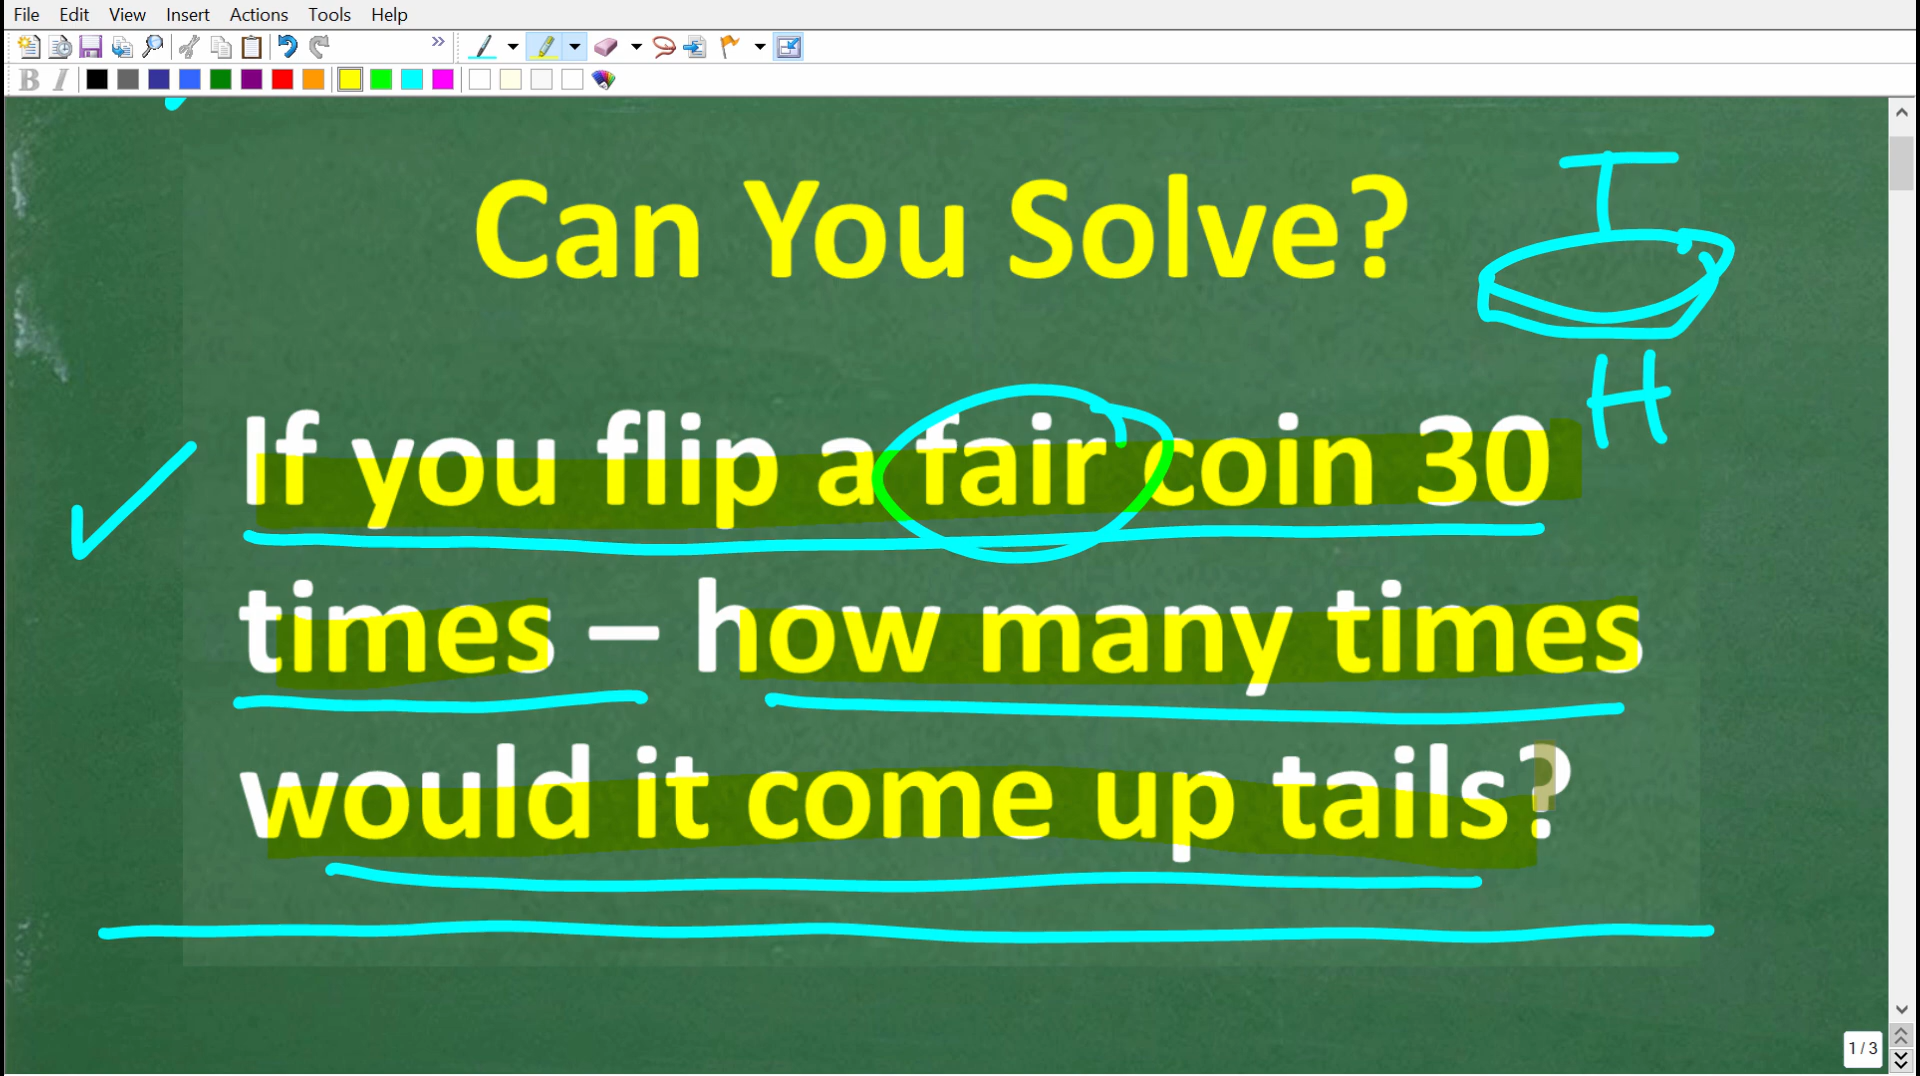 File Edit View Insert Actions Tools Help
B I
Can You Solve?
T
H
If you flip a fair coin 30
times – how many times
would it come up tails?
1 / 3